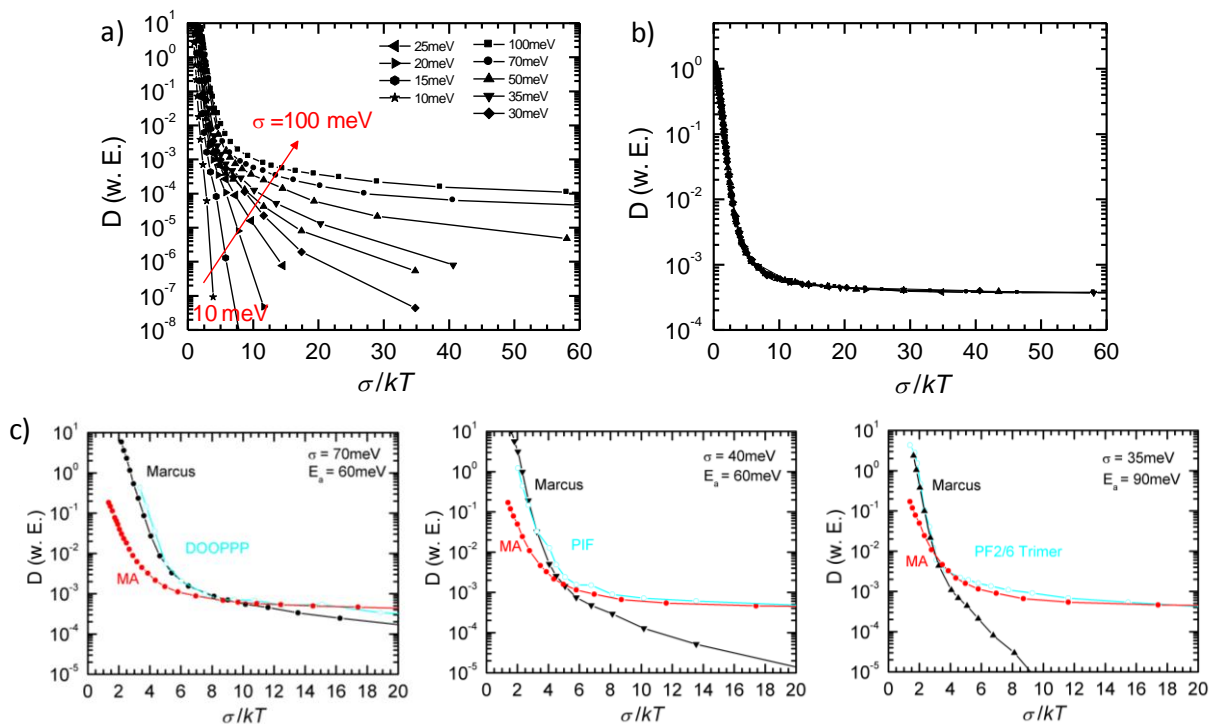 a)
D (w. E.)
10^1
10^0
10^-1
10^-2
10^-3
10^-4
10^-5
10^-6
10^-7
10^-8
25meV
20meV
15meV
10meV
100meV
70meV
50meV
35meV
30meV
σ =100 meV
10 meV
0 10 20 30 40 50 60
σ/kT
b)
D (w. E.)
10^0
10^-1
10^-2
10^-3
10^-4
0 10 20 30 40 50 60
σ/kT
c)
D (w. E.)
10^1
10^0
10^-1
10^-2
10^-3
10^-4
10^-5
σ = 70meV
E_a = 60meV
Marcus
DOOPPP
MA
0 2 4 6 8 10 12 14 16 18 20
σ/kT
D (w. E.)
10^1
10^0
10^-1
10^-2
10^-3
10^-4
10^-5
σ = 40meV
E_a = 60meV
Marcus
MA
PIF
0 2 4 6 8 10 12 14 16 18 20
σ/kT
D (w. E.)
10^1
10^0
10^-1
10^-2
10^-3
10^-4
10^-5
σ = 35meV
E_a = 90meV
Marcus
MA
PF2/6 Trimer
0 2 4 6 8 10 12 14 16 18 20
σ/kT